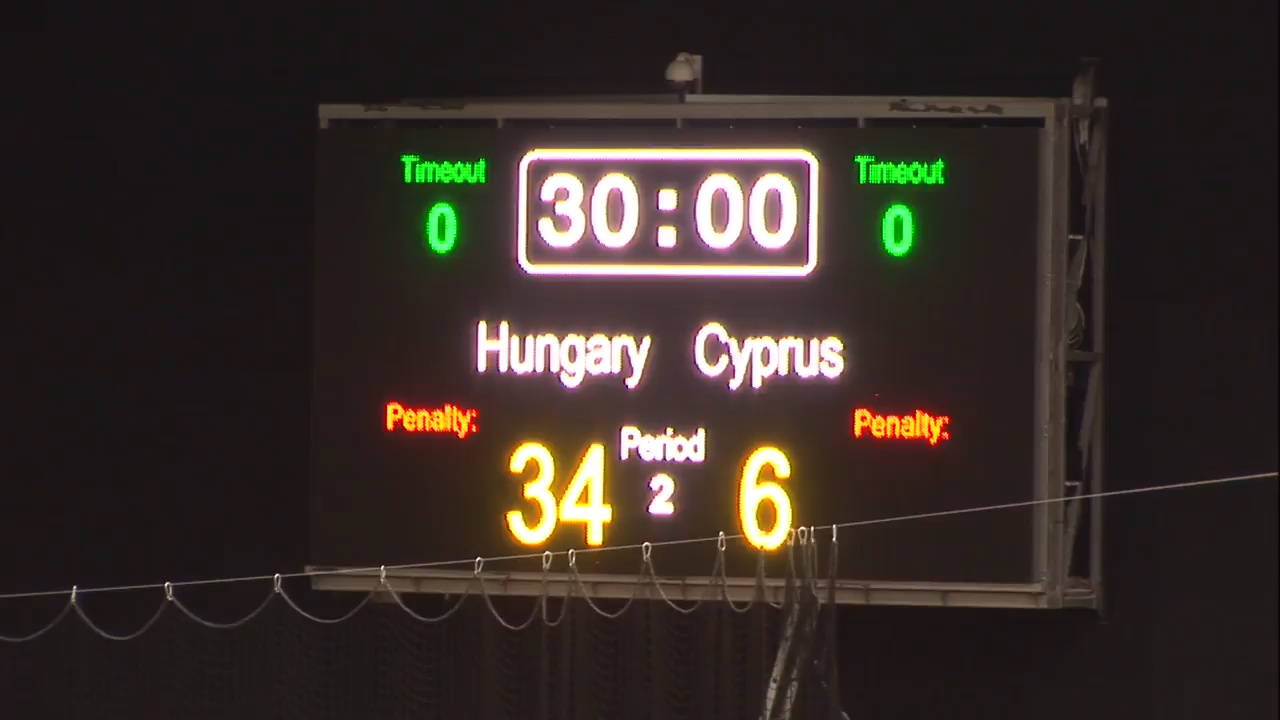 Timeout 30:00 Timeout
0 0
Hungary Cyprus
Penalty: Period Penalty:
34 2 6